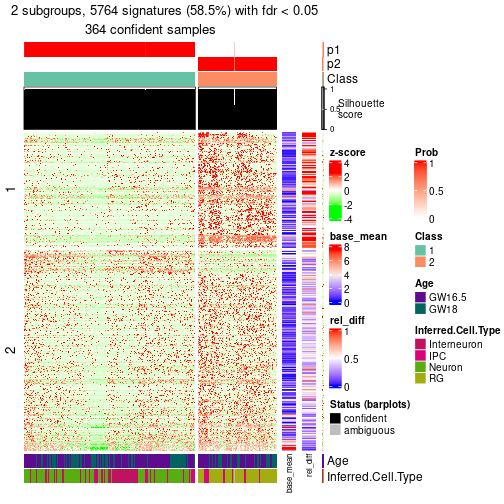 2 subgroups, 5764 signatures (58.5%) with fdr < 0.05
364 confident samples
p1
p2
Class
1
0.5
0
Silhouette
score
1
2
base_mean
rel_diff
Age
Inferred.Cell.Type
z-score
4
2
0
-2
-4
base_mean
8
6
4
2
0
rel_diff
1
0.5
0
Status (barplots)
confident
ambiguous
Prob
1
0.5
0
Class
1
2
Age
GW16.5
GW18
Inferred.Cell.Type
Interneuron
IPC
Neuron
RG